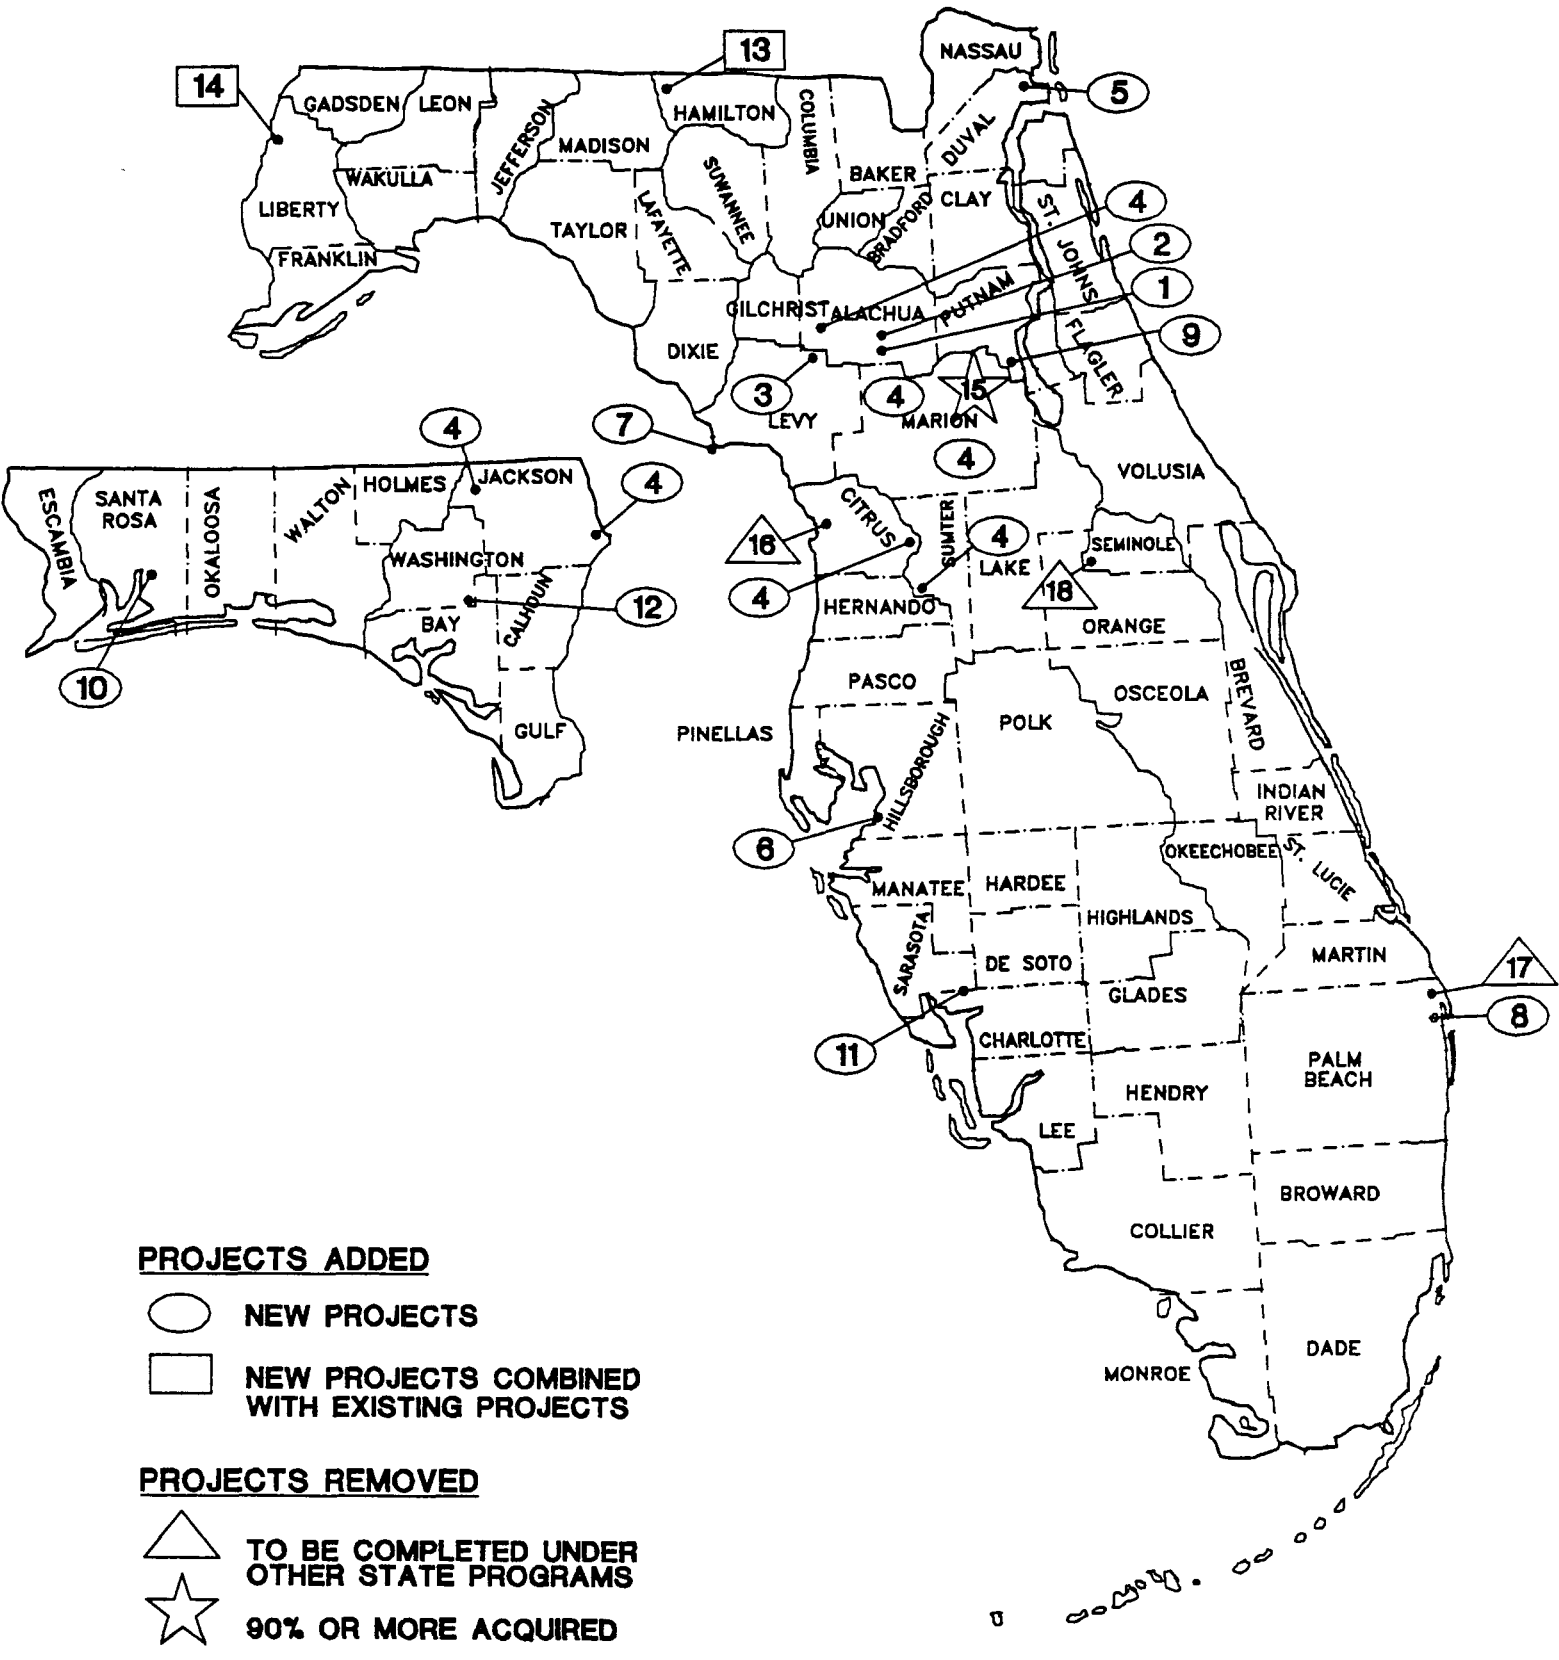 NASSAU
13
14
5
GADSDEN
LEON
HAMILTON
COLUMBIA
JEFFERSON
MADISON
DUVAL
BAKER
WAKULLA
SUWANNEE
CLAY
4
LIBERTY
LAFAYETTE
UNION
BRADFORD
ST. JOHNS
TAYLOR
2
FRANKLIN
1
GILCHRIST
ALACHUA
PUTNAM
9
DIXIE
FLAGLER
3
4
15
LEVY
MARION
7
4
4
4
VOLUSIA
HOLMES
JACKSON
ESCAMBIA
SANTA
ROSA
OKALOOSA
WALTON
CITRUS
SUMTER
4
16
SEMINOLE
WASHINGTON
LAKE
18
4
12
CALHOUN
HERNANDO
BAY
ORANGE
10
PASCO
OSCEOLA
BREVARD
GULF
PINELLAS
POLK
HILLSBOROUGH
INDIAN
RIVER
6
OKEECHOBEE
ST. LUCIE
MANATEE
HARDEE
HIGHLANDS
SARASOTA
DE SOTO
MARTIN
17
GLADES
8
11
CHARLOTTE
PALM
BEACH
HENDRY
LEE
BROWARD
COLLIER
DADE
MONROE
PROJECTS ADDED
NEW PROJECTS
NEW PROJECTS COMBINED
WITH EXISTING PROJECTS
PROJECTS REMOVED
TO BE COMPLETED UNDER
OTHER STATE PROGRAMS
90% OR MORE ACQUIRED